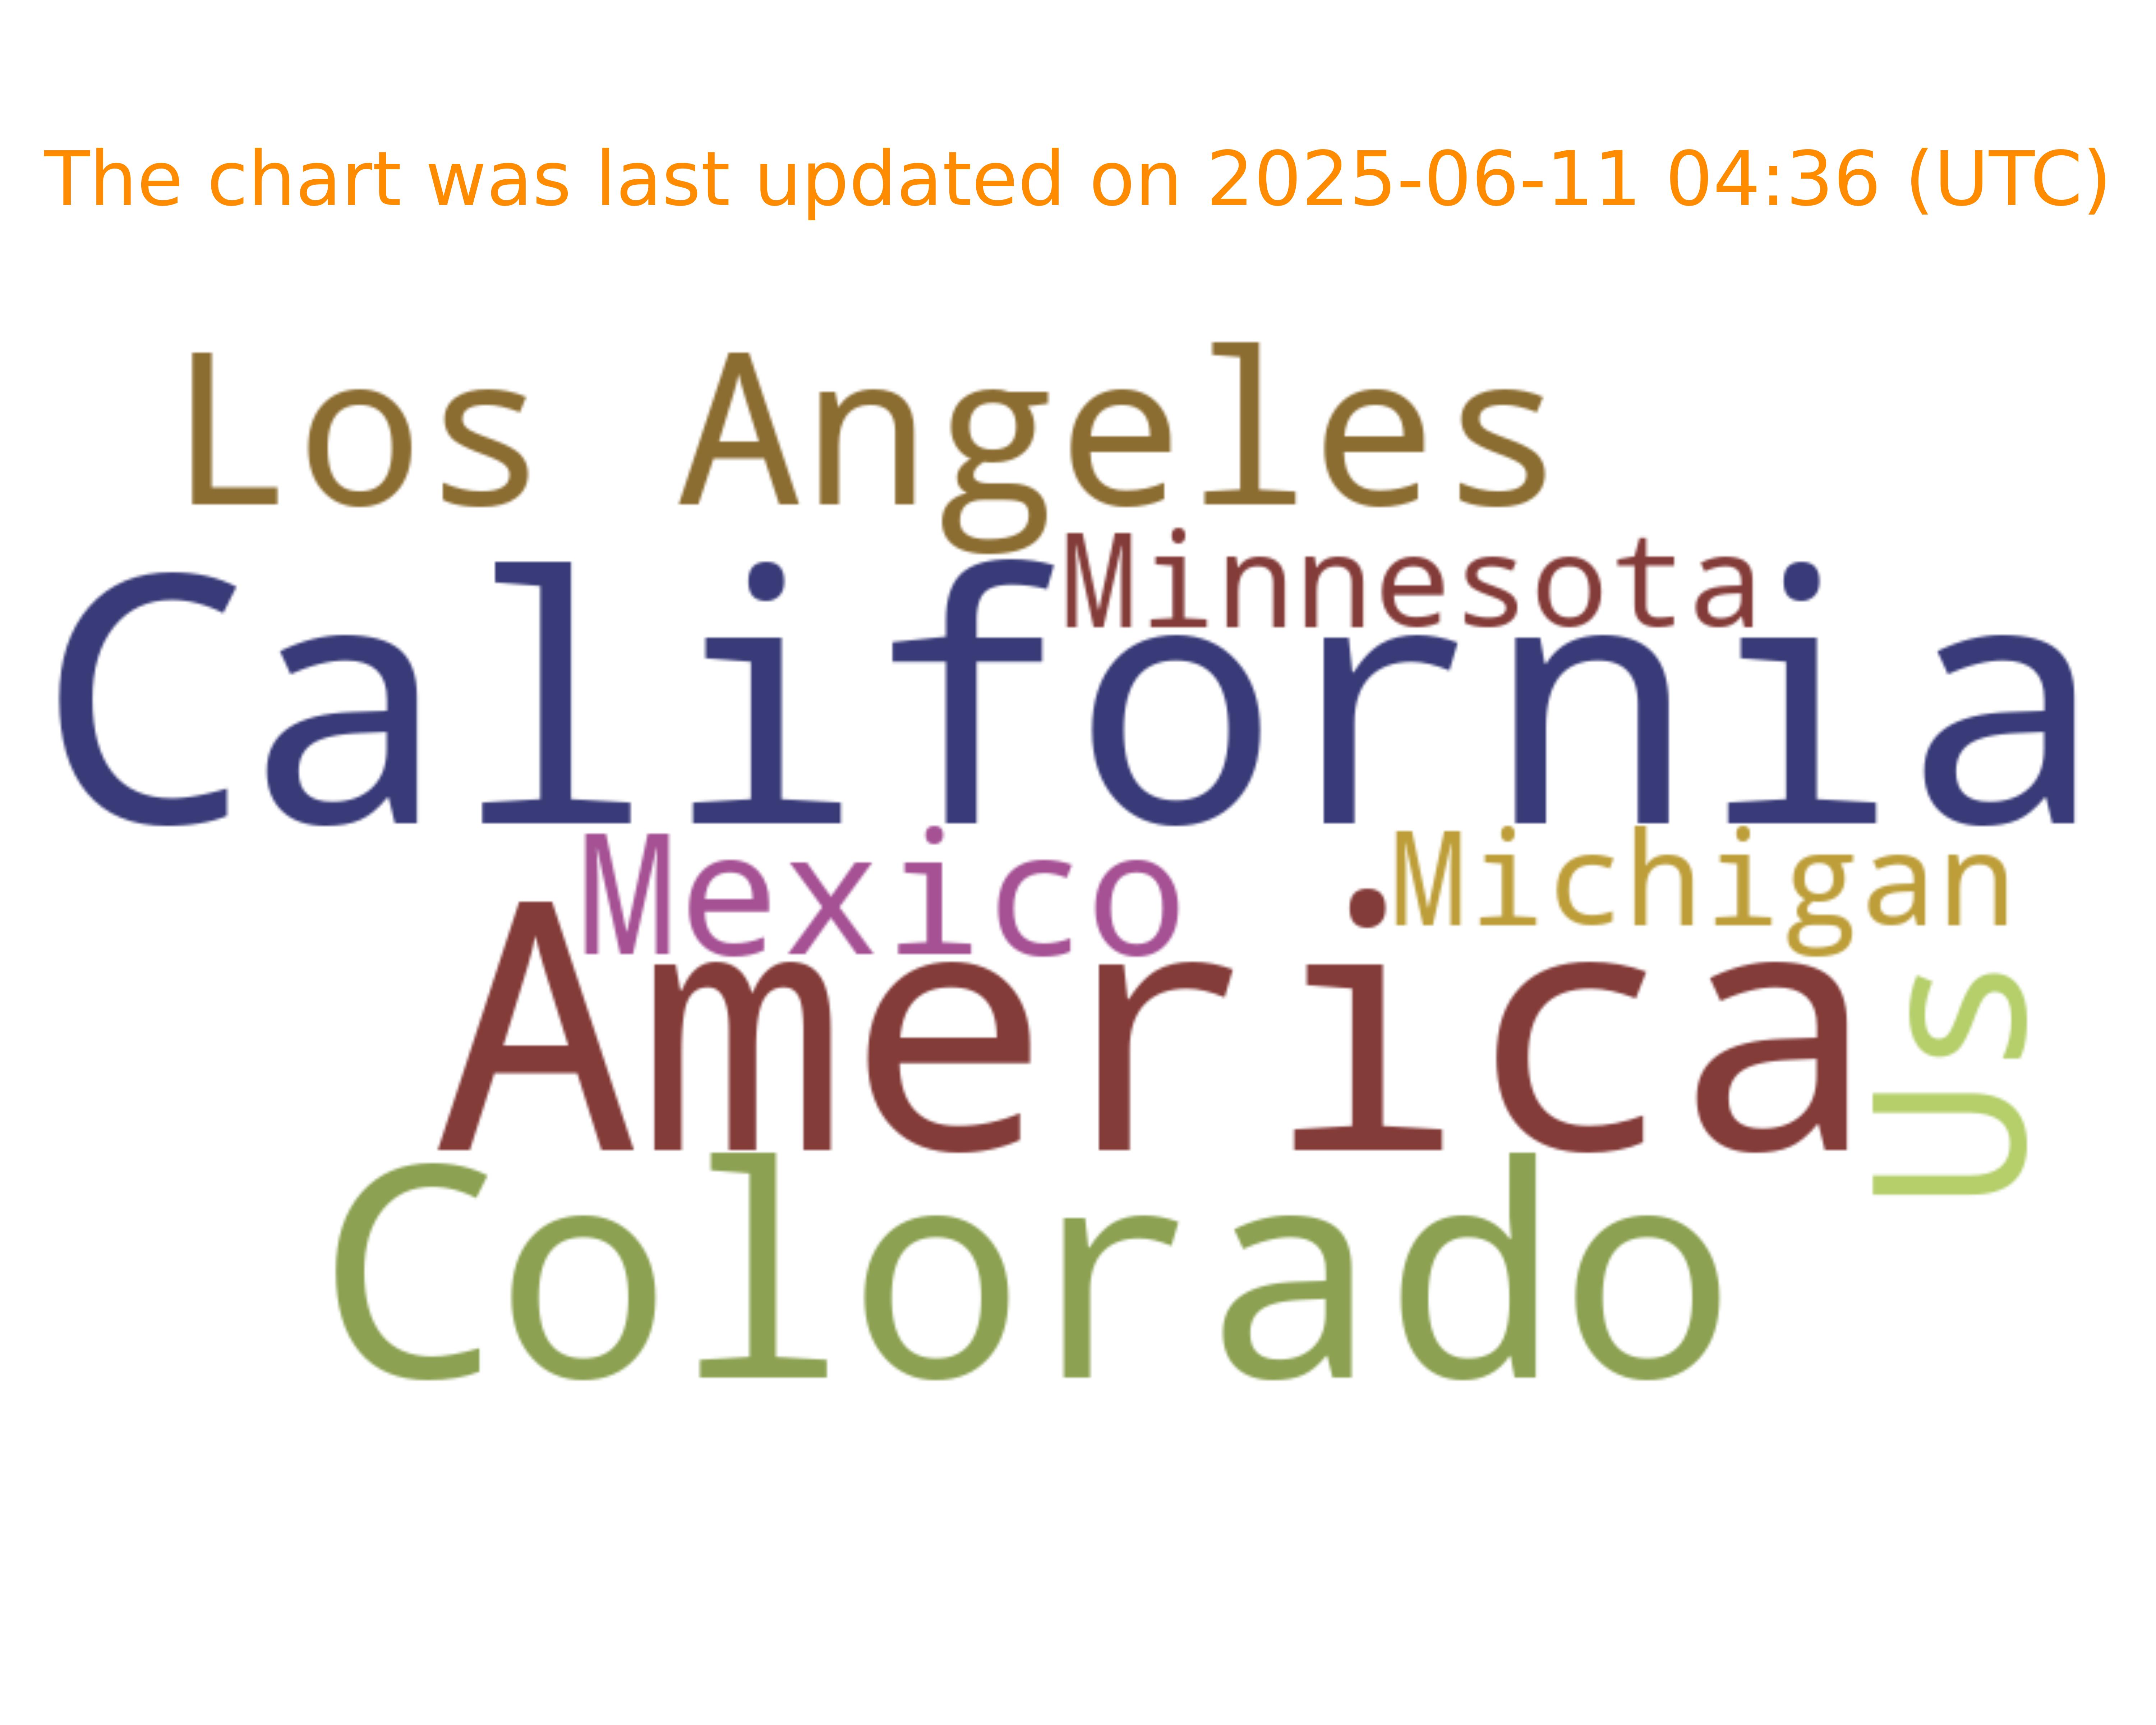 The chart was last updated on 2025-06-11 04:36 (UTC)
Los Angeles
Minnesota
California
Mexico
Michigan
America
US
Colorado